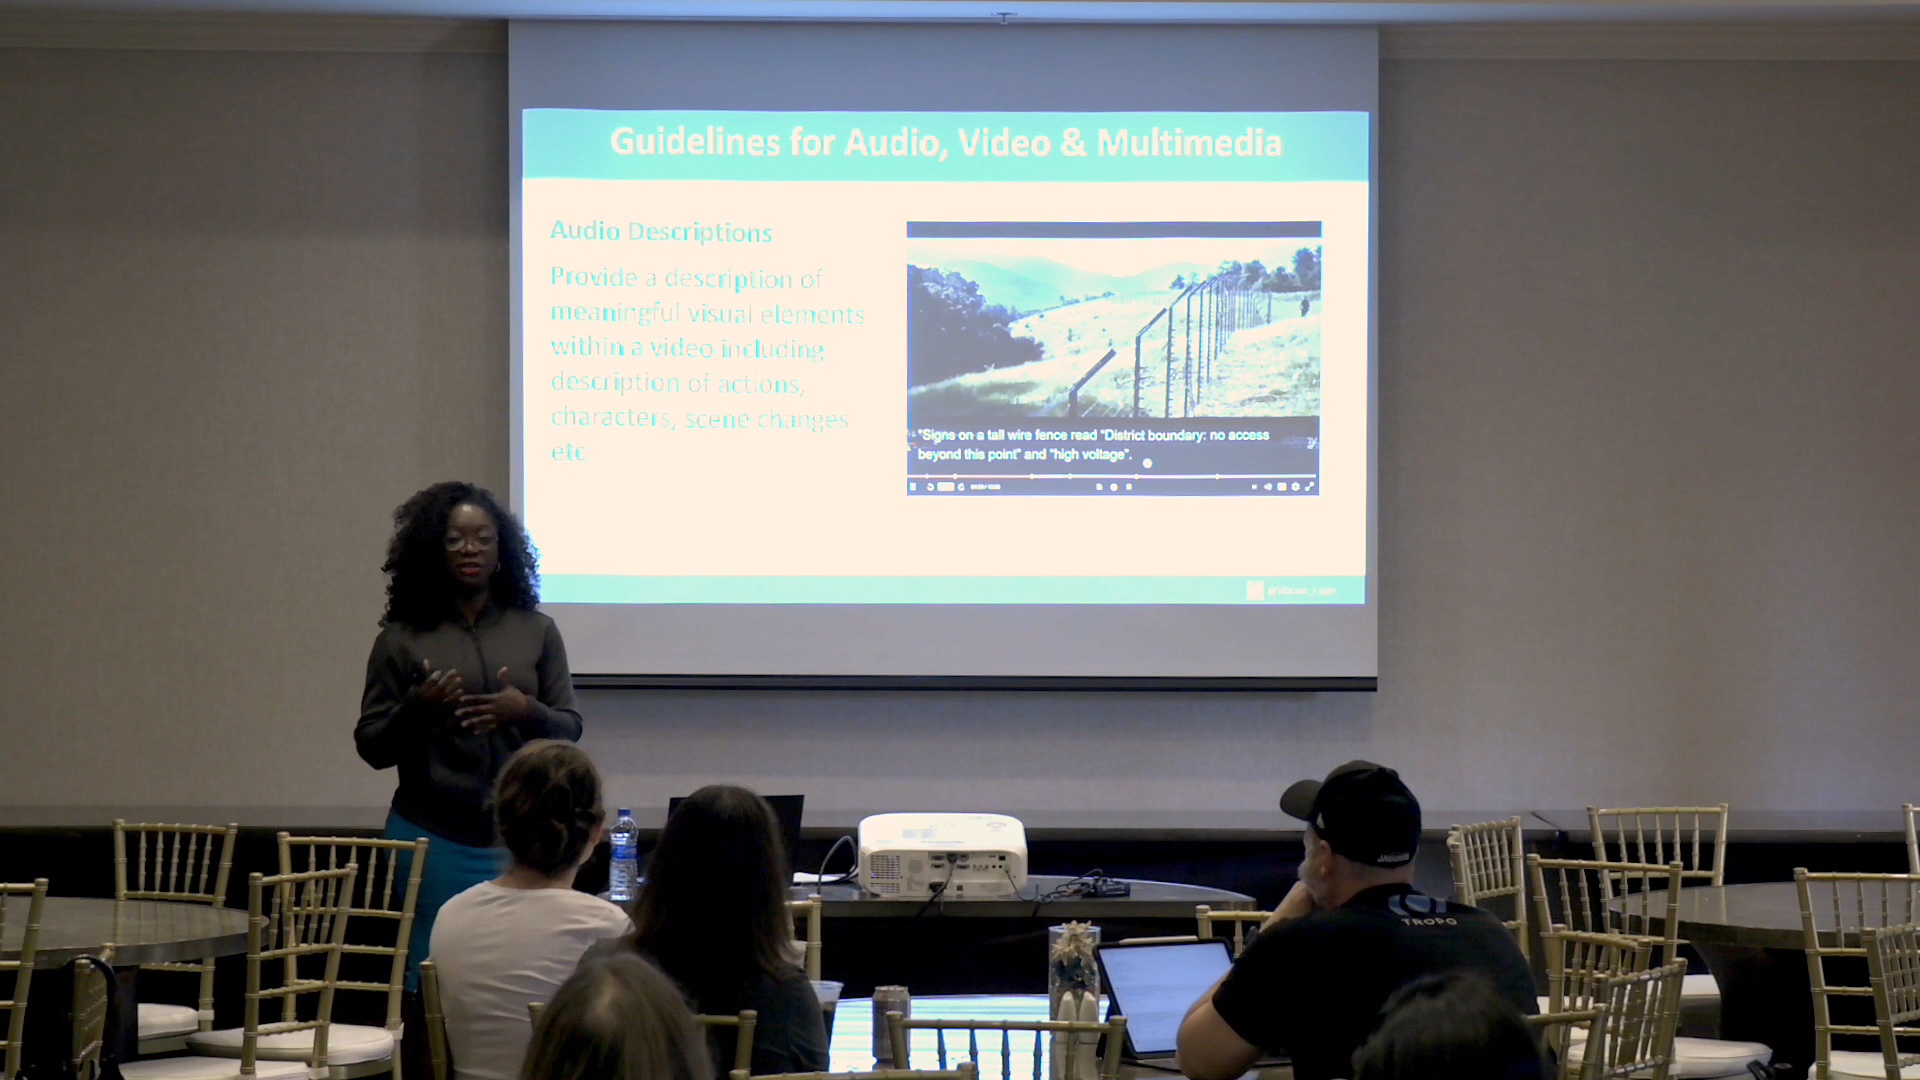 Guidelines for Audio, Video & Multimedia
Audio Descriptions
Provide a description of
meaningful visual elements
within a video including
description of actions,
characters, scene changes
etc
"Signs on a tall wire fence read "District boundary: no access
beyond this point" and "high voltage".
TROPO